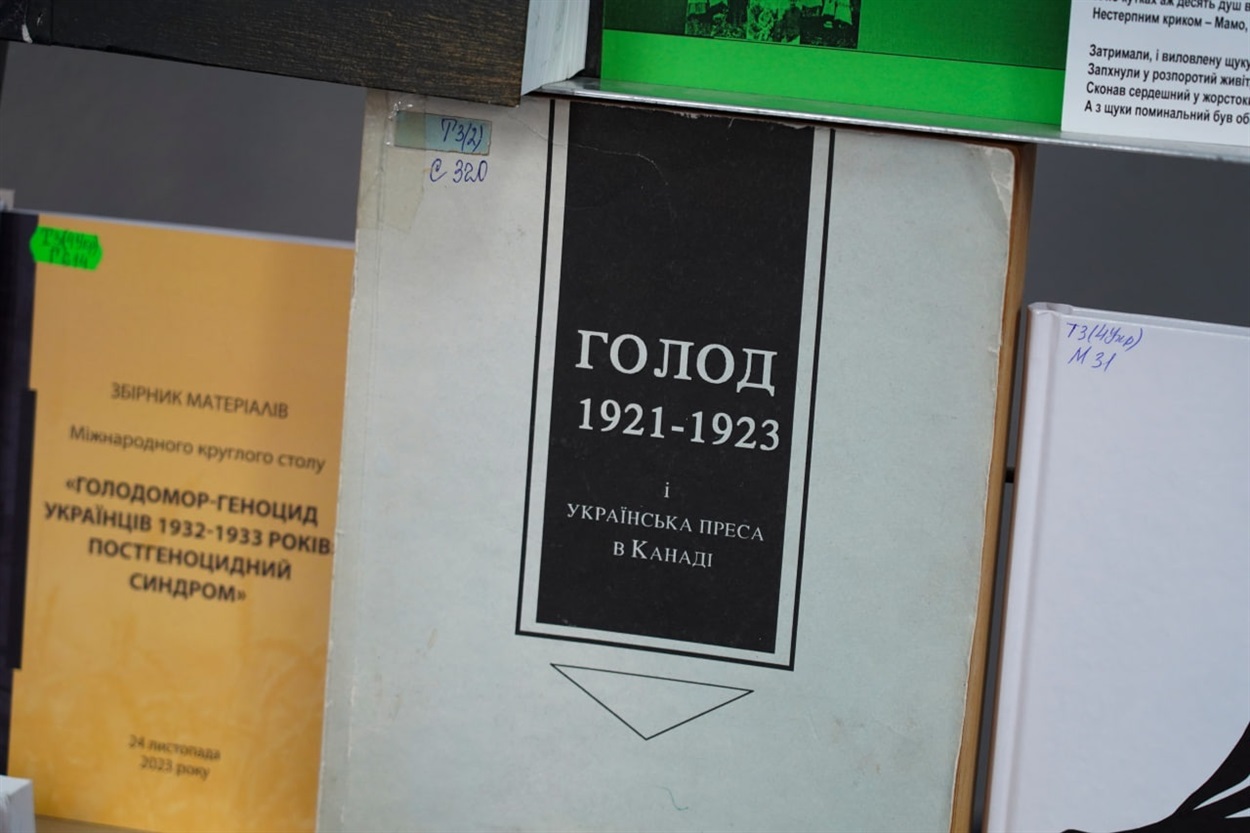 Нестерпним криком – Мамо,
Затримали, і виловлену щуку
Запхнули у розпоротий живіт
Сконав сердешний у жорстоки
А з щуки поминальний був об
Т3(2)
С 320
ГОЛОД
1921-1923
і
УКРАЇНСЬКА ПРЕСА
В КАНАДІ
ЗБІРНИК МАТЕРІАЛІВ
Міжнародного круглого столу
«ГОЛОДОМОР-ГЕНОЦИД
УКРАЇНЦІВ 1932-1933 РОКІВ:
ПОСТГЕНОЦИДНИЙ
СИНДРОМ»
24 листопада
2023 року
Т3(4Укр)
М 31